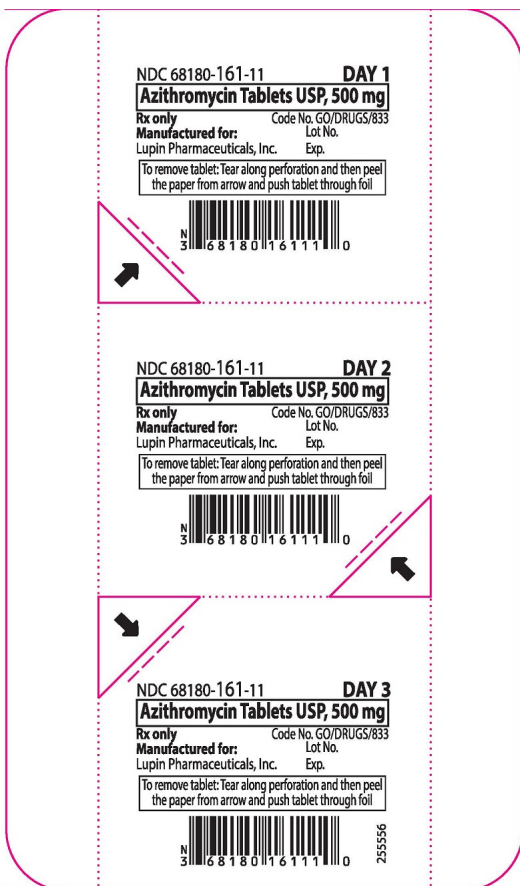 NDC 68180-161-11 DAY 1
Azithromycin Tablets USP, 500 mg
Rx only Code No. GO/DRUGS/833
Manufactured for: Lot No.
Lupin Pharmaceuticals, Inc. Exp.
To remove tablet: Tear along perforation and then peel
the paper from arrow and push tablet through foil
N
3 68180 16111 0
NDC 68180-161-11 DAY 2
Azithromycin Tablets USP, 500 mg
Rx only Code No. GO/DRUGS/833
Manufactured for: Lot No.
Lupin Pharmaceuticals, Inc. Exp.
To remove tablet: Tear along perforation and then peel
the paper from arrow and push tablet through foil
N
3 68180 16111 0
NDC 68180-161-11 DAY 3
Azithromycin Tablets USP, 500 mg
Rx only Code No. GO/DRUGS/833
Manufactured for: Lot No.
Lupin Pharmaceuticals, Inc. Exp.
To remove tablet: Tear along perforation and then peel
the paper from arrow and push tablet through foil
N
3 68180 16111 0
255556